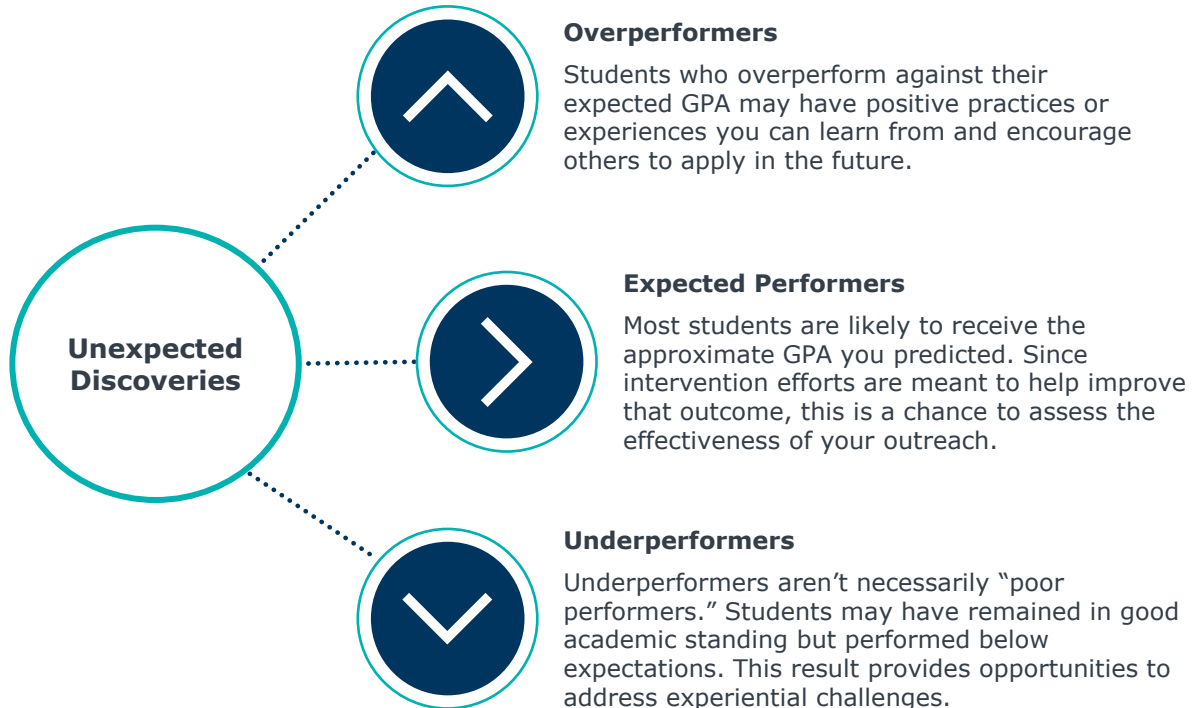 Overperformers
Students who overperform against their
expected GPA may have positive practices or
experiences you can learn from and encourage
others to apply in the future.
Unexpected
Discoveries
Expected Performers
Most students are likely to receive the
approximate GPA you predicted. Since
intervention efforts are meant to help improve
that outcome, this is a chance to assess the
effectiveness of your outreach.
Underperformers
Underperformers aren’t necessarily “poor
performers.” Students may have remained in good
academic standing but performed below
expectations. This result provides opportunities to
address experiential challenges.